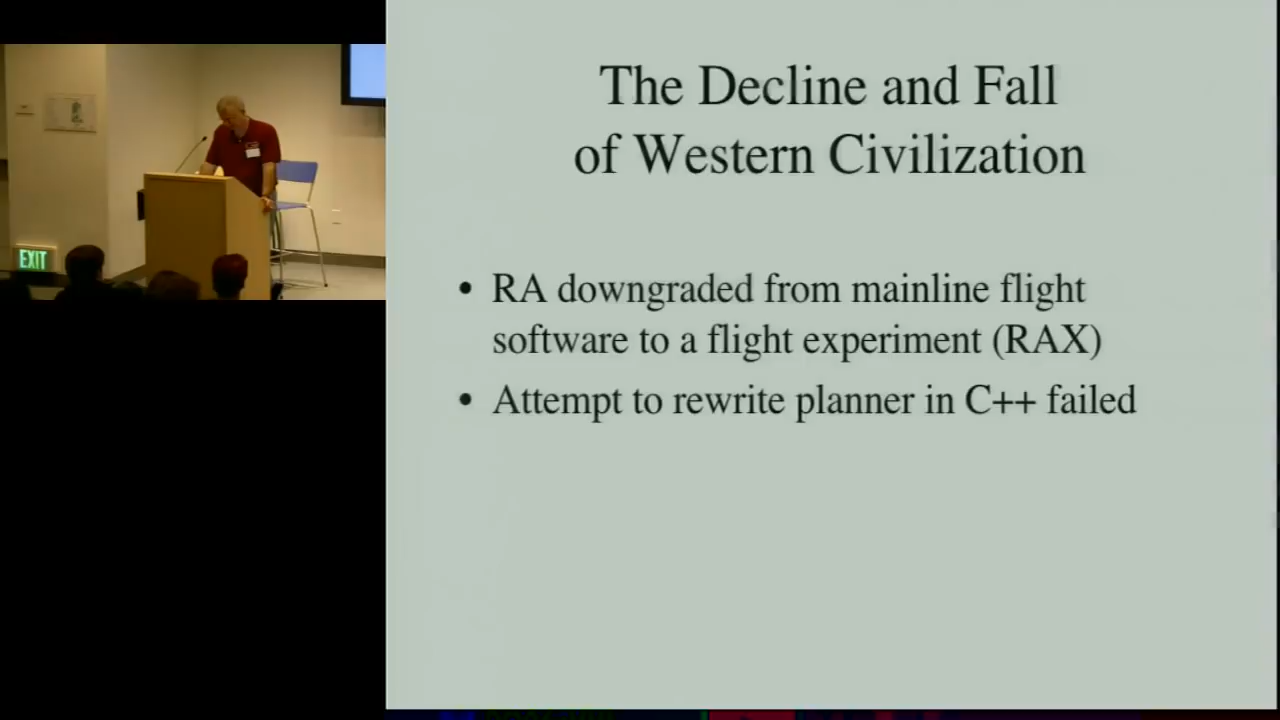 The Decline and Fall
of Western Civilization
• RA downgraded from mainline flight
software to a flight experiment (RAX)
• Attempt to rewrite planner in C++ failed
EXIT